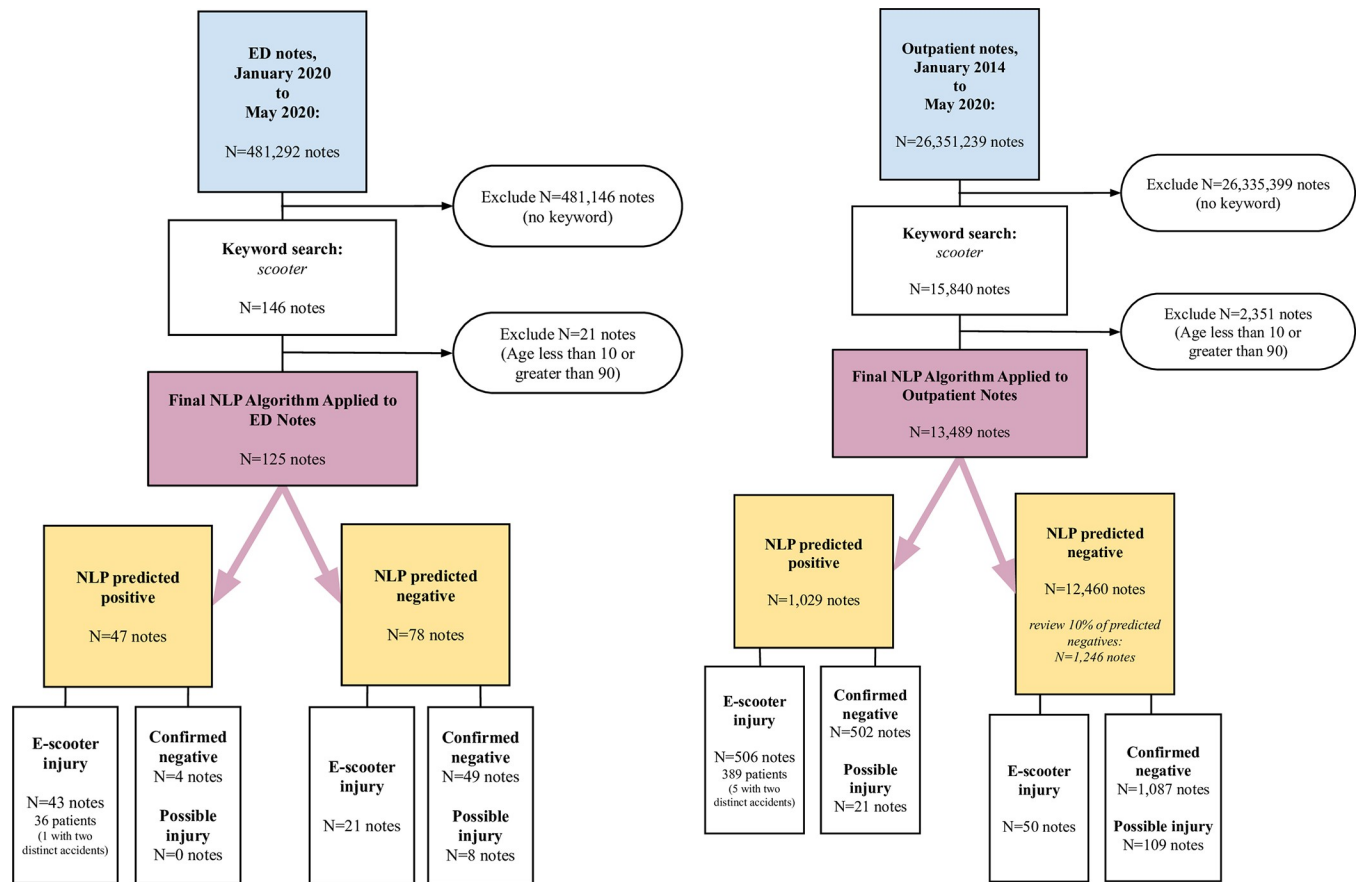 ED notes,
January 2020
to
May 2020:
N=481,292 notes
Exclude N=481,146 notes
(no keyword)
Keyword search:
scooter
N=146 notes
Exclude N=21 notes
(Age less than 10 or
greater than 90)
Final NLP Algorithm Applied to
ED Notes
N=125 notes
NLP predicted
positive
N=47 notes
NLP predicted
negative
N=78 notes
E-scooter
injury
N=43 notes
36 patients
(1 with two
distinct accidents)
Confirmed
negative
N=4 notes
Possible
injury
N=0 notes
E-scooter
injury
N=21 notes
Confirmed
negative
N=49 notes
Possible
injury
N=8 notes
Outpatient notes,
January 2014
to
May 2020:
N=26,351,239 notes
Exclude N=26,335,399 notes
(no keyword)
Keyword search:
scooter
N=15,840 notes
Exclude N=2,351 notes
(Age less than 10 or
greater than 90)
Final NLP Algorithm Applied to
Outpatient Notes
N=13,489 notes
NLP predicted
positive
N=1,029 notes
NLP predicted
negative
N=12,460 notes
review 10% of predicted
negatives:
N=1,246 notes
E-scooter
injury
N=506 notes
389 patients
(5 with two
distinct accidents)
Confirmed
negative
N=502 notes
Possible
injury
N=21 notes
E-scooter
injury
N=50 notes
Confirmed
negative
N=1,087 notes
Possible injury
N=109 notes